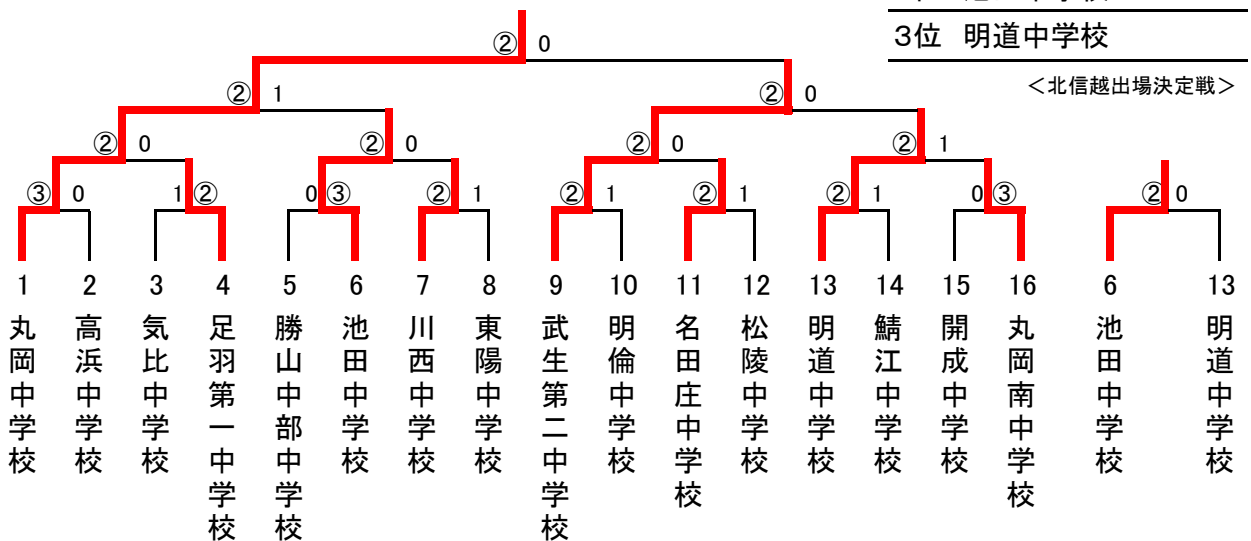 3位 明道中学校
<北信越出場決定戦>
② 0
② 1 ② 0
② 0 ② 0 ② 0 ② 1
③ 0 1 ② 0 ③ ② 1 ② 1 ② 1 ② 1 0 ③ ② 0
1 2 3 4 5 6 7 8 9 10 11 12 13 14 15 16 6 13
丸岡中学校
高浜中学校
気比中学校
足羽第一中学校
勝山中部中学校
池田中学校
川西中学校
東陽中学校
武生第二中学校
明倫中学校
名田庄中学校
松陵中学校
明道中学校
鯖江中学校
開成中学校
丸岡南中学校
池田中学校
明道中学校